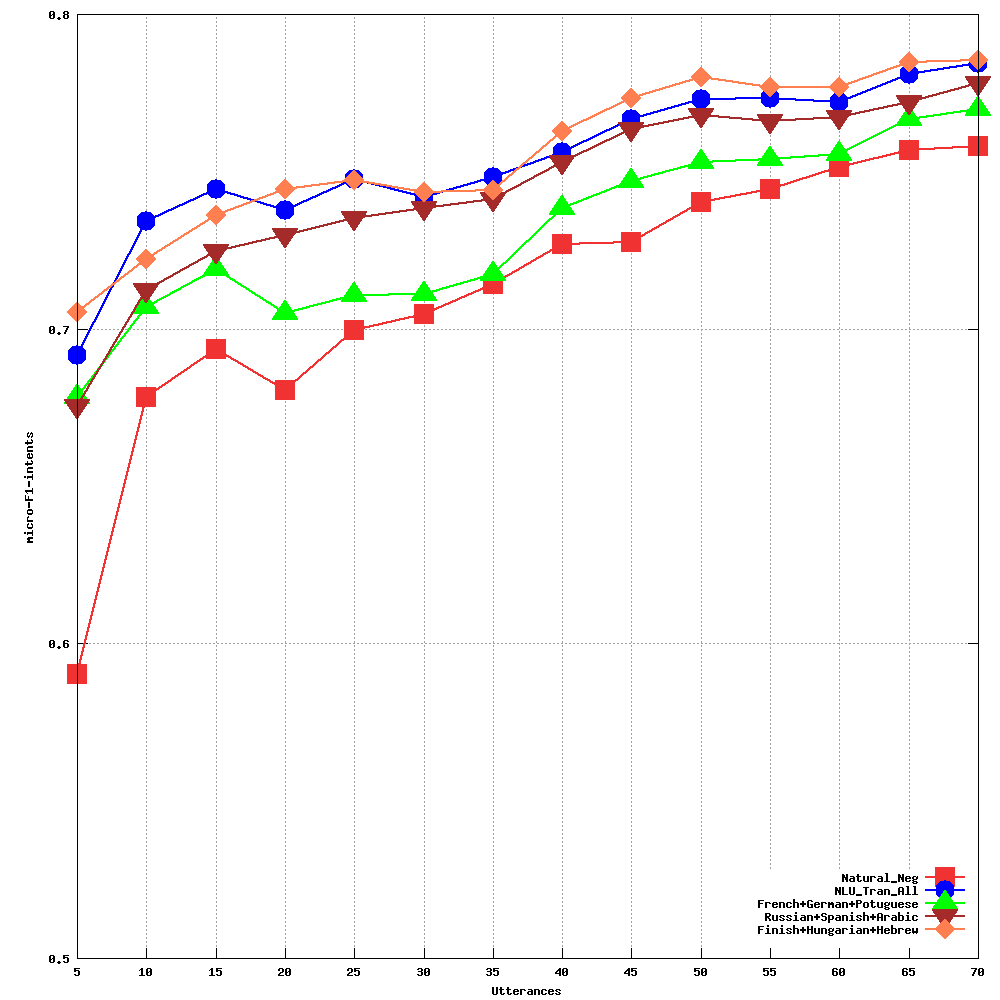 0.8
0.7
0.6
0.5
micro-F1-intents
Natural_Neg
NLU_Tran_All
French+German+Potuguese
Russian+Spanish+Arabic
Finish+Hungarian+Hebrew
5 10 15 20 25 30 35 40 45 50 55 60 65 70
Utterances